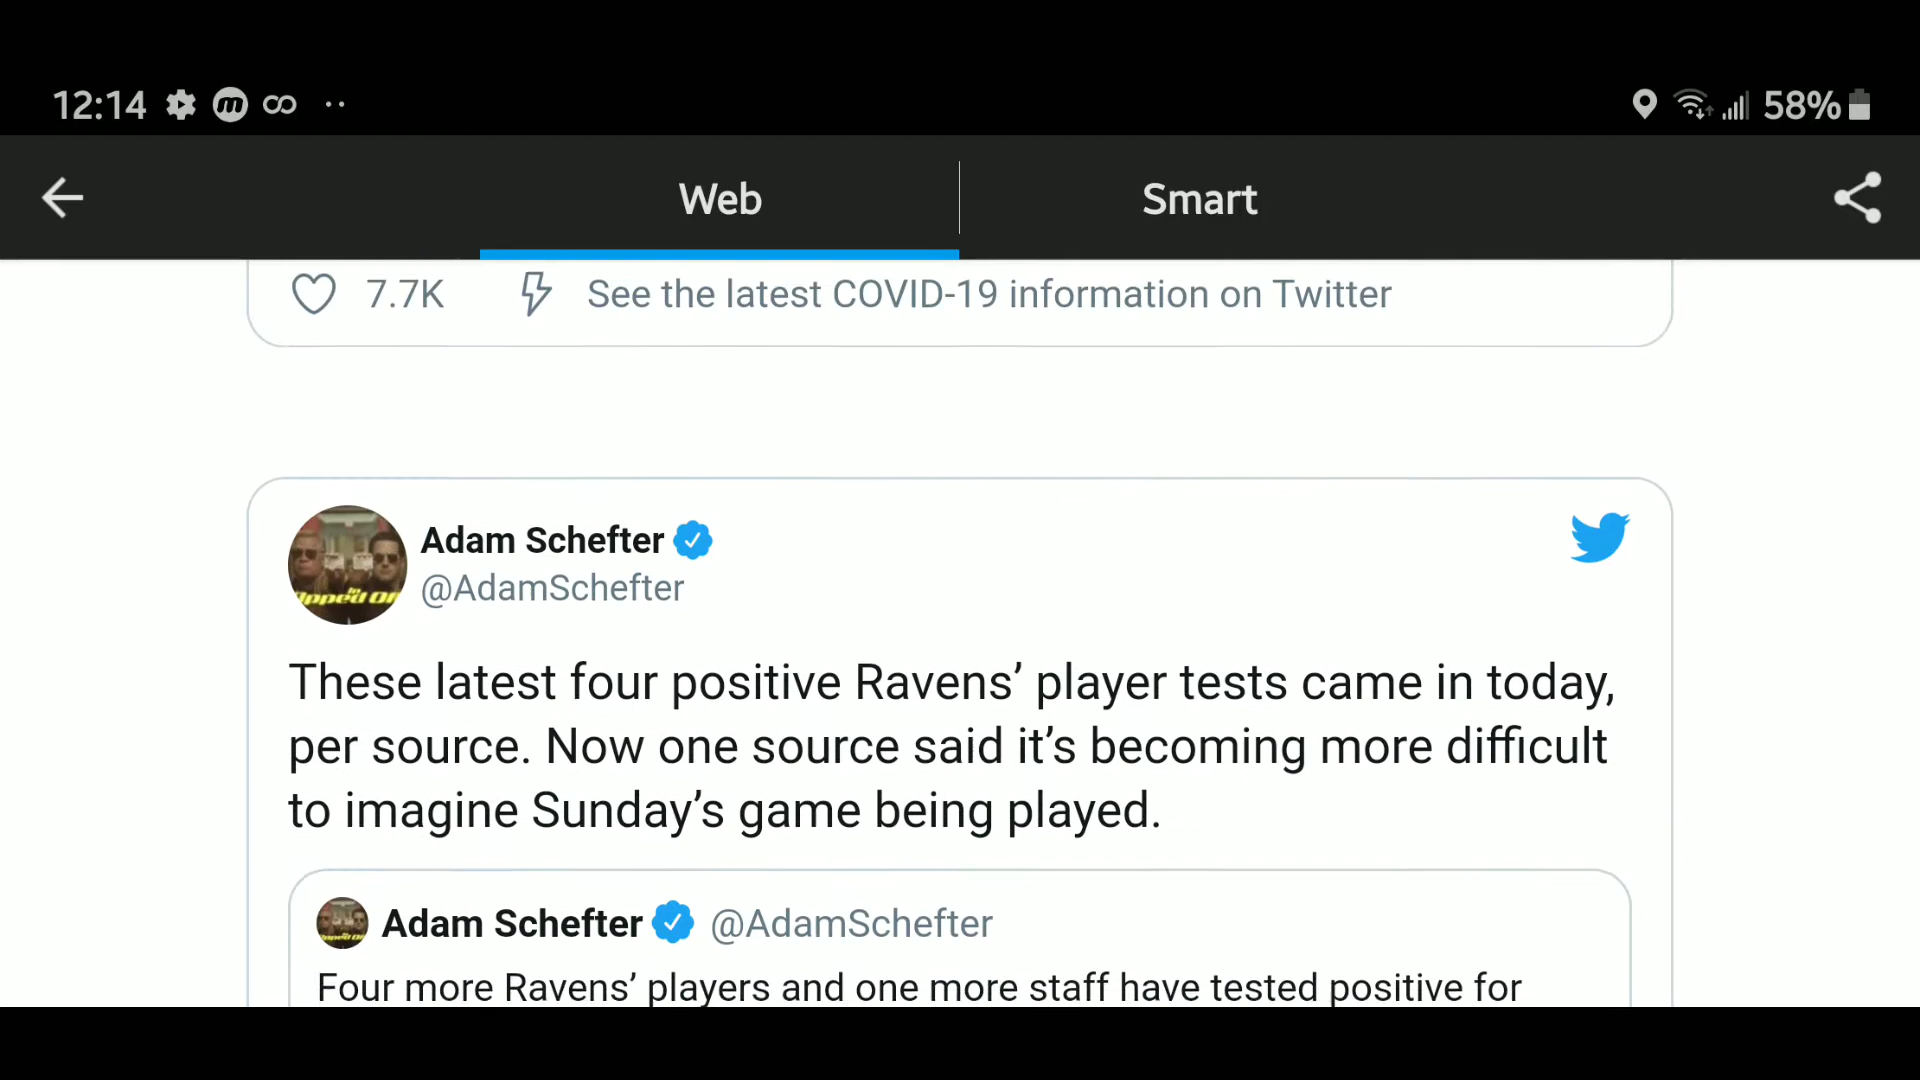 12:14
58%
Web
Smart
7.7K
See the latest COVID-19 information on Twitter
Adam Schefter
@AdamSchefter
These latest four positive Ravens’ player tests came in today,
per source. Now one source said it’s becoming more difficult
to imagine Sunday’s game being played.
Adam Schefter @AdamSchefter
Four more Ravens’ players and one more staff have tested positive for